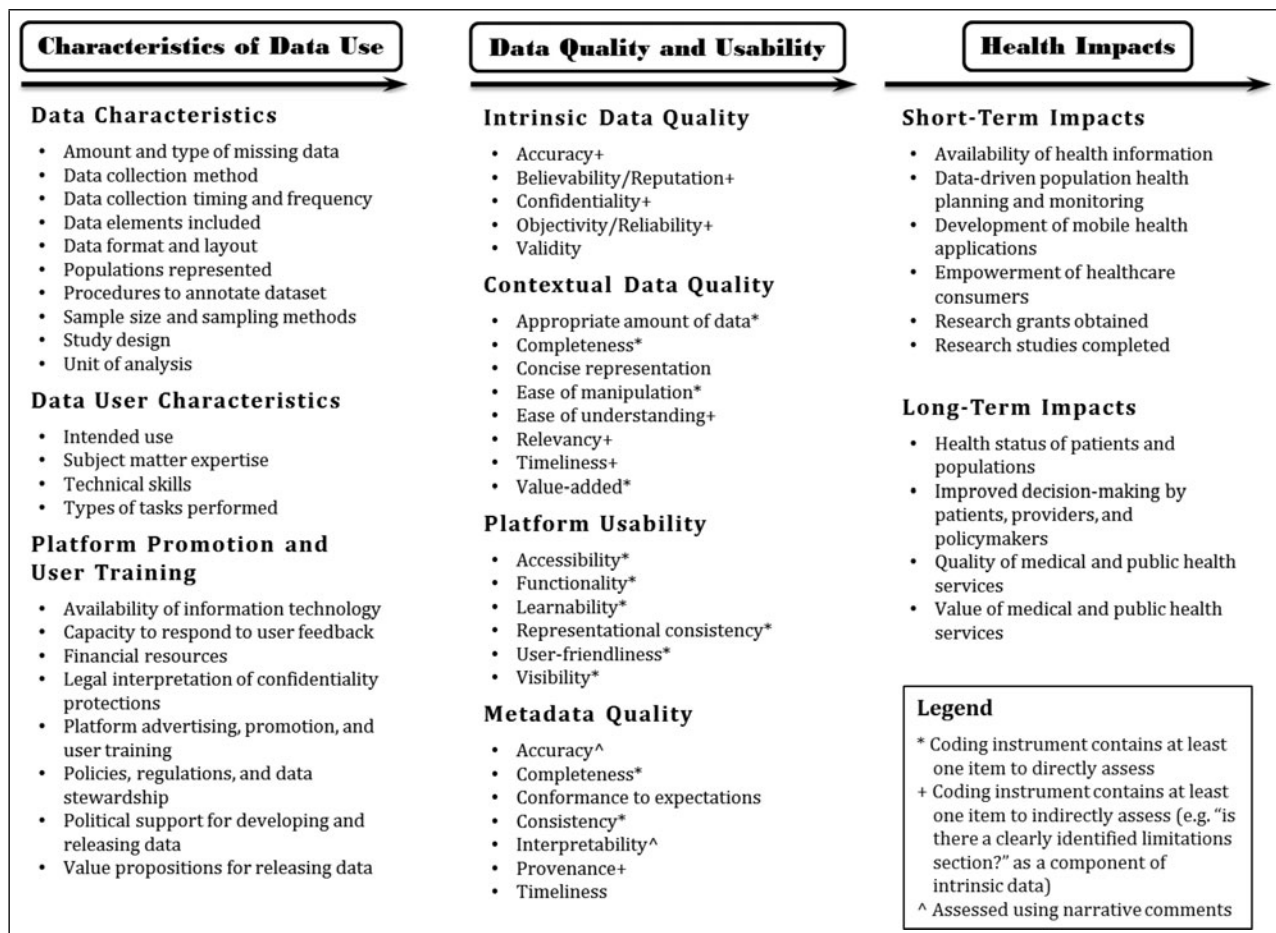 Characteristics of Data Use
Data Characteristics
• Amount and type of missing data
• Data collection method
• Data collection timing and frequency
• Data elements included
• Data format and layout
• Populations represented
• Procedures to annotate dataset
• Sample size and sampling methods
• Study design
• Unit of analysis
Data User Characteristics
• Intended use
• Subject matter expertise
• Technical skills
• Types of tasks performed
Platform Promotion and
User Training
• Availability of information technology
• Capacity to respond to user feedback
• Financial resources
• Legal interpretation of confidentiality
protections
• Platform advertising, promotion, and
user training
• Policies, regulations, and data
stewardship
• Political support for developing and
releasing data
• Value propositions for releasing data
Data Quality and Usability
Intrinsic Data Quality
• Accuracy+
• Believability/Reputation+
• Confidentiality+
• Objectivity/Reliability+
• Validity
Contextual Data Quality
• Appropriate amount of data*
• Completeness*
• Concise representation
• Ease of manipulation*
• Ease of understanding+
• Relevancy+
• Timeliness+
• Value-added*
Platform Usability
• Accessibility*
• Functionality*
• Learnability*
• Representational consistency*
• User-friendliness*
• Visibility*
Metadata Quality
• Accuracy^
• Completeness*
• Conformance to expectations
• Consistency*
• Interpretability^
• Provenance+
• Timeliness
Health Impacts
Short-Term Impacts
• Availability of health information
• Data-driven population health
planning and monitoring
• Development of mobile health
applications
• Empowerment of healthcare
consumers
• Research grants obtained
• Research studies completed
Long-Term Impacts
• Health status of patients and
populations
• Improved decision-making by
patients, providers, and
policymakers
• Quality of medical and public health
services
• Value of medical and public health
services
Legend
* Coding instrument contains at least
one item to directly assess
+ Coding instrument contains at least
one item to indirectly assess (e.g. “is
there a clearly identified limitations
section?” as a component of
intrinsic data)
^ Assessed using narrative comments